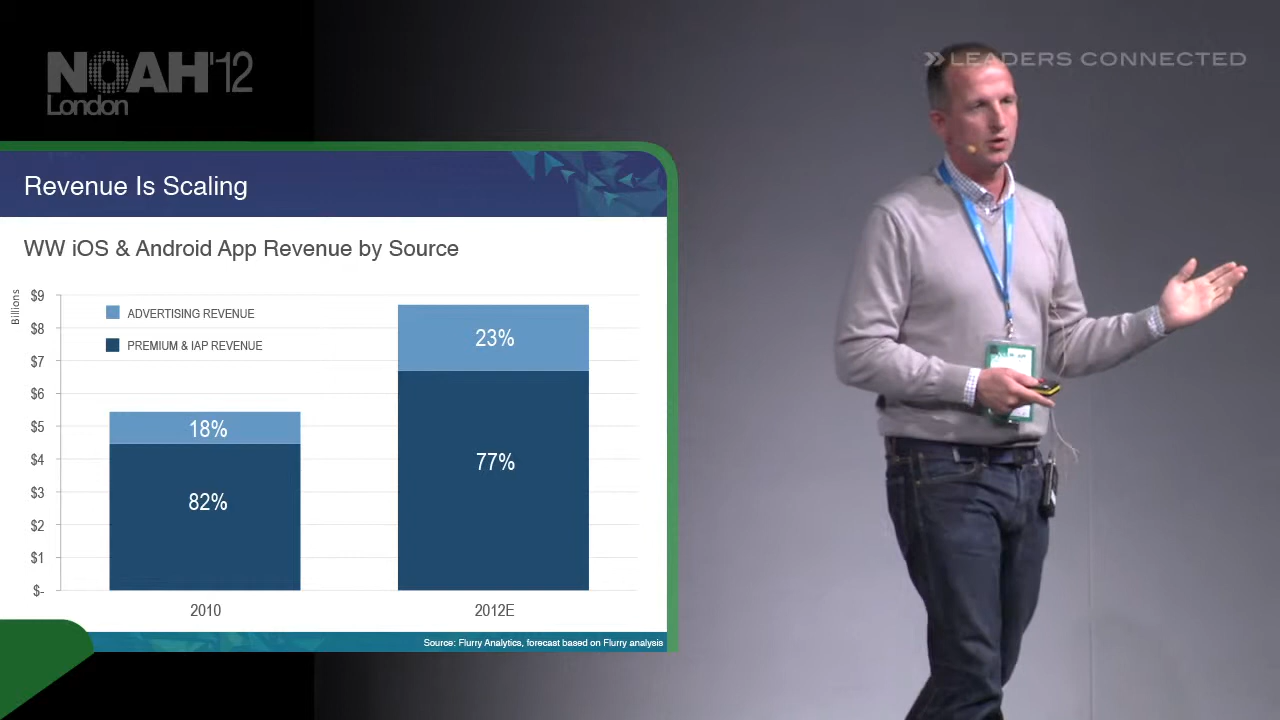 NOAH'12
London
LEADERS CONNECTED
Revenue Is Scaling
WW iOS & Android App Revenue by Source
Billions
$9
$8
$7
$6
$5
$4
$3
$2
$1
$-
ADVERTISING REVENUE
PREMIUM & IAP REVENUE
18%
82%
23%
77%
2010
2012E
Source: Flurry Analytics, forecast based on Flurry analysis